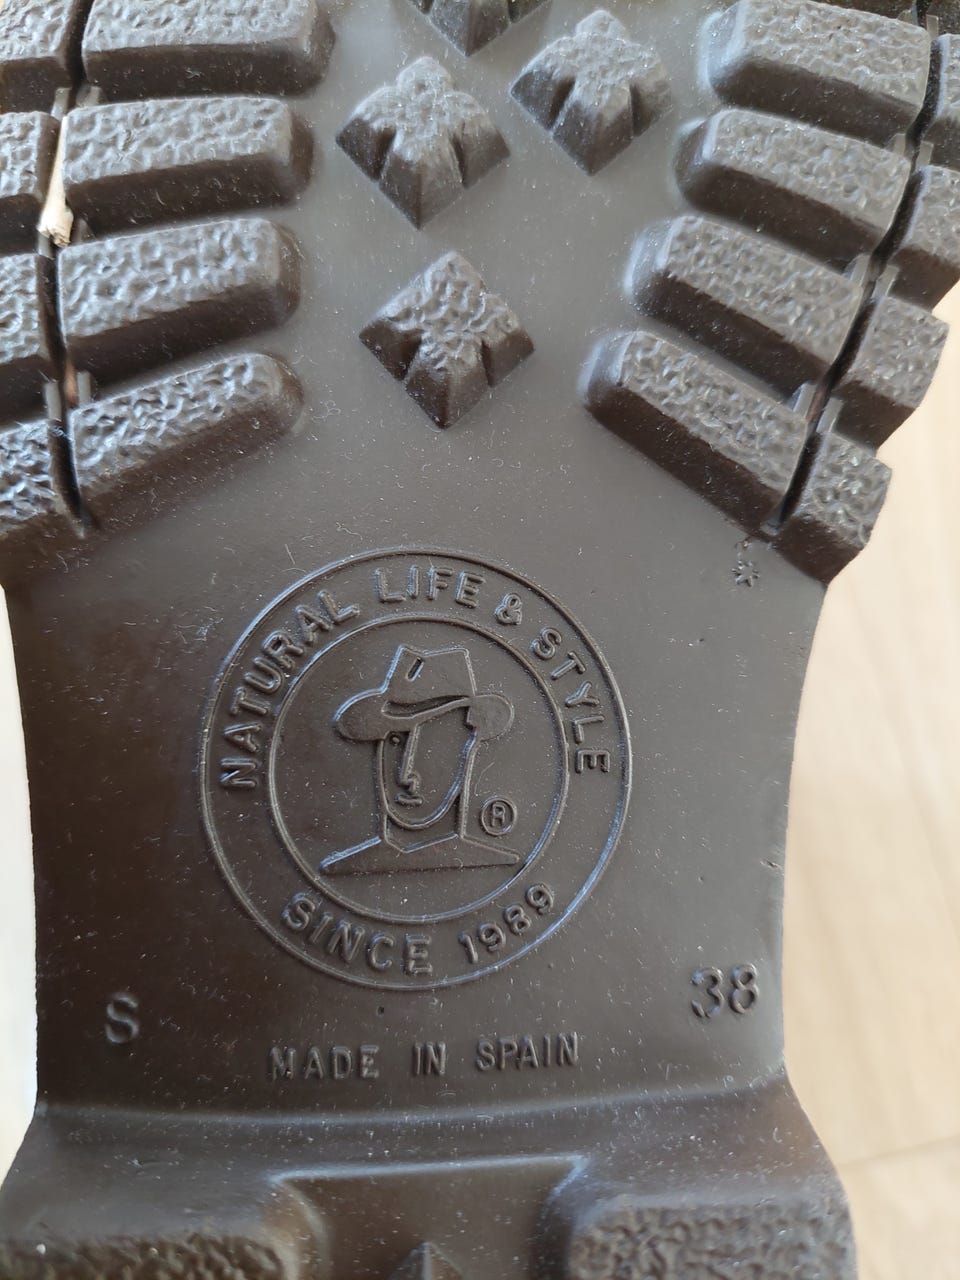 NATURAL LIFE & STYLE
®
SINCE 1989
S
38
MADE IN SPAIN